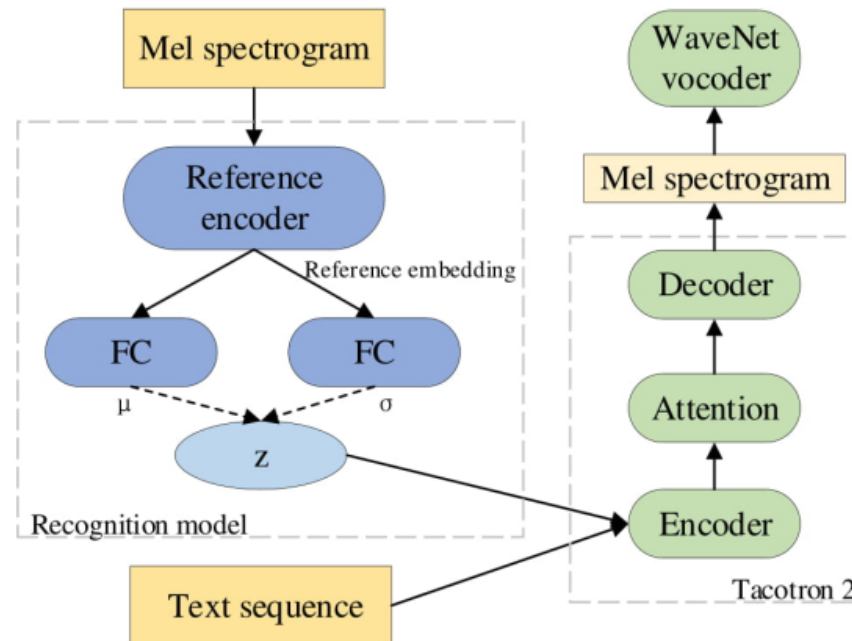 Mel spectrogram
Reference
encoder
Reference embedding
FC
FC
μ
σ
z
Recognition model
Text sequence
WaveNet
vocoder
Mel spectrogram
Decoder
Attention
Encoder
Tacotron 2